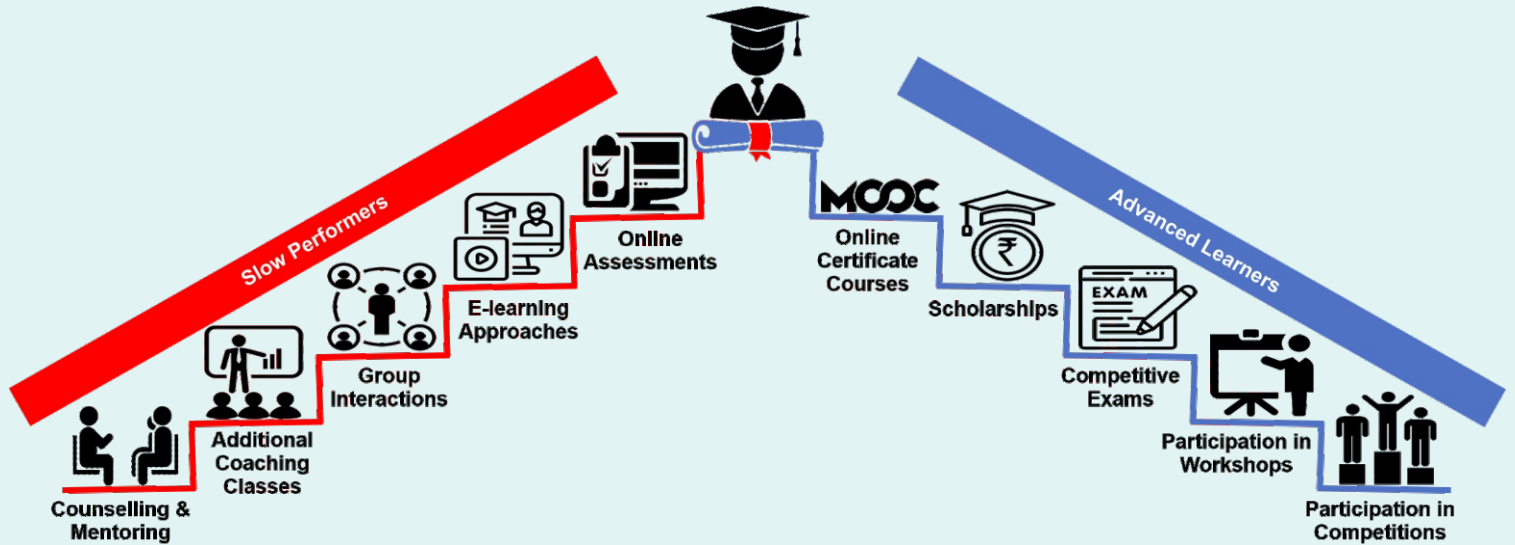 Slow Performers
Advanced Learners
Counselling &
Mentoring
Additional
Coaching
Classes
Group
Interactions
E-learning
Approaches
Online
Assessments
MOOC
Online
Certificate
Courses
₹
Scholarships
EXAM
Competitive
Exams
Participation in
Workshops
Participation in
Competitions